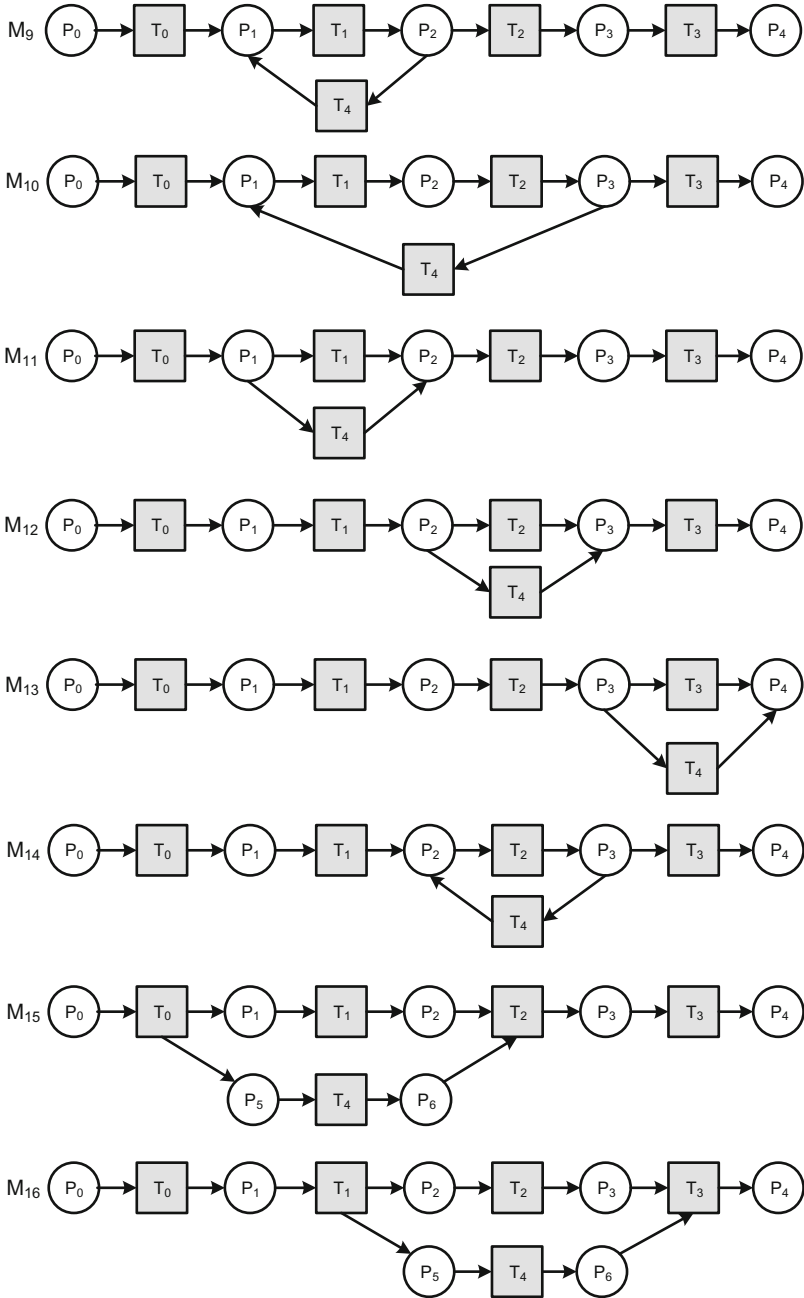 M₉ P₀ T₀ P₁ T₁ P₂ T₂ P₃ T₃ P₄
T₄
M₁₀ P₀ T₀ P₁ T₁ P₂ T₂ P₃ T₃ P₄
T₄
M₁₁ P₀ T₀ P₁ T₁ P₂ T₂ P₃ T₃ P₄
T₄
M₁₂ P₀ T₀ P₁ T₁ P₂ T₂ P₃ T₃ P₄
T₄
M₁₃ P₀ T₀ P₁ T₁ P₂ T₂ P₃ T₃ P₄
T₄
M₁₄ P₀ T₀ P₁ T₁ P₂ T₂ P₃ T₃ P₄
T₄
M₁₅ P₀ T₀ P₁ T₁ P₂ T₂ P₃ T₃ P₄
P₅ T₄ P₆
M₁₆ P₀ T₀ P₁ T₁ P₂ T₂ P₃ T₃ P₄
P₅ T₄ P₆